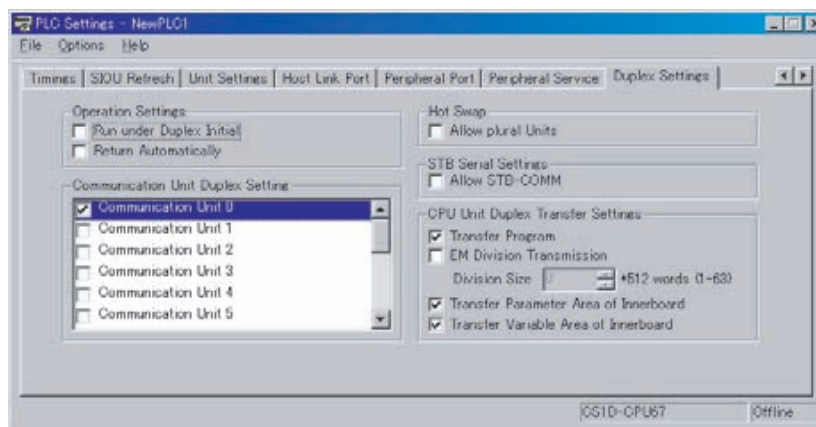 PLC Settings - NewPLC1
File Options Help
Timings SIOU Refresh Unit Settings Host Link Port Peripheral Port Peripheral Service Duplex Settings
Operation Settings
Run under Duplex Initial
Return Automatically
Communication Unit Duplex Setting
Communication Unit 0
Communication Unit 1
Communication Unit 2
Communication Unit 3
Communication Unit 4
Communication Unit 5
Hot Swap
Allow plural Units
STB Serial Settings
Allow STB-COMM
CPU Unit Duplex Transfer Settings
Transfer Program
EM Division Transmission
Division Size 0 *512 words (1-63)
Transfer Parameter Area of Innerboard
Transfer Variable Area of Innerboard
CS1D-CPU67 Offline